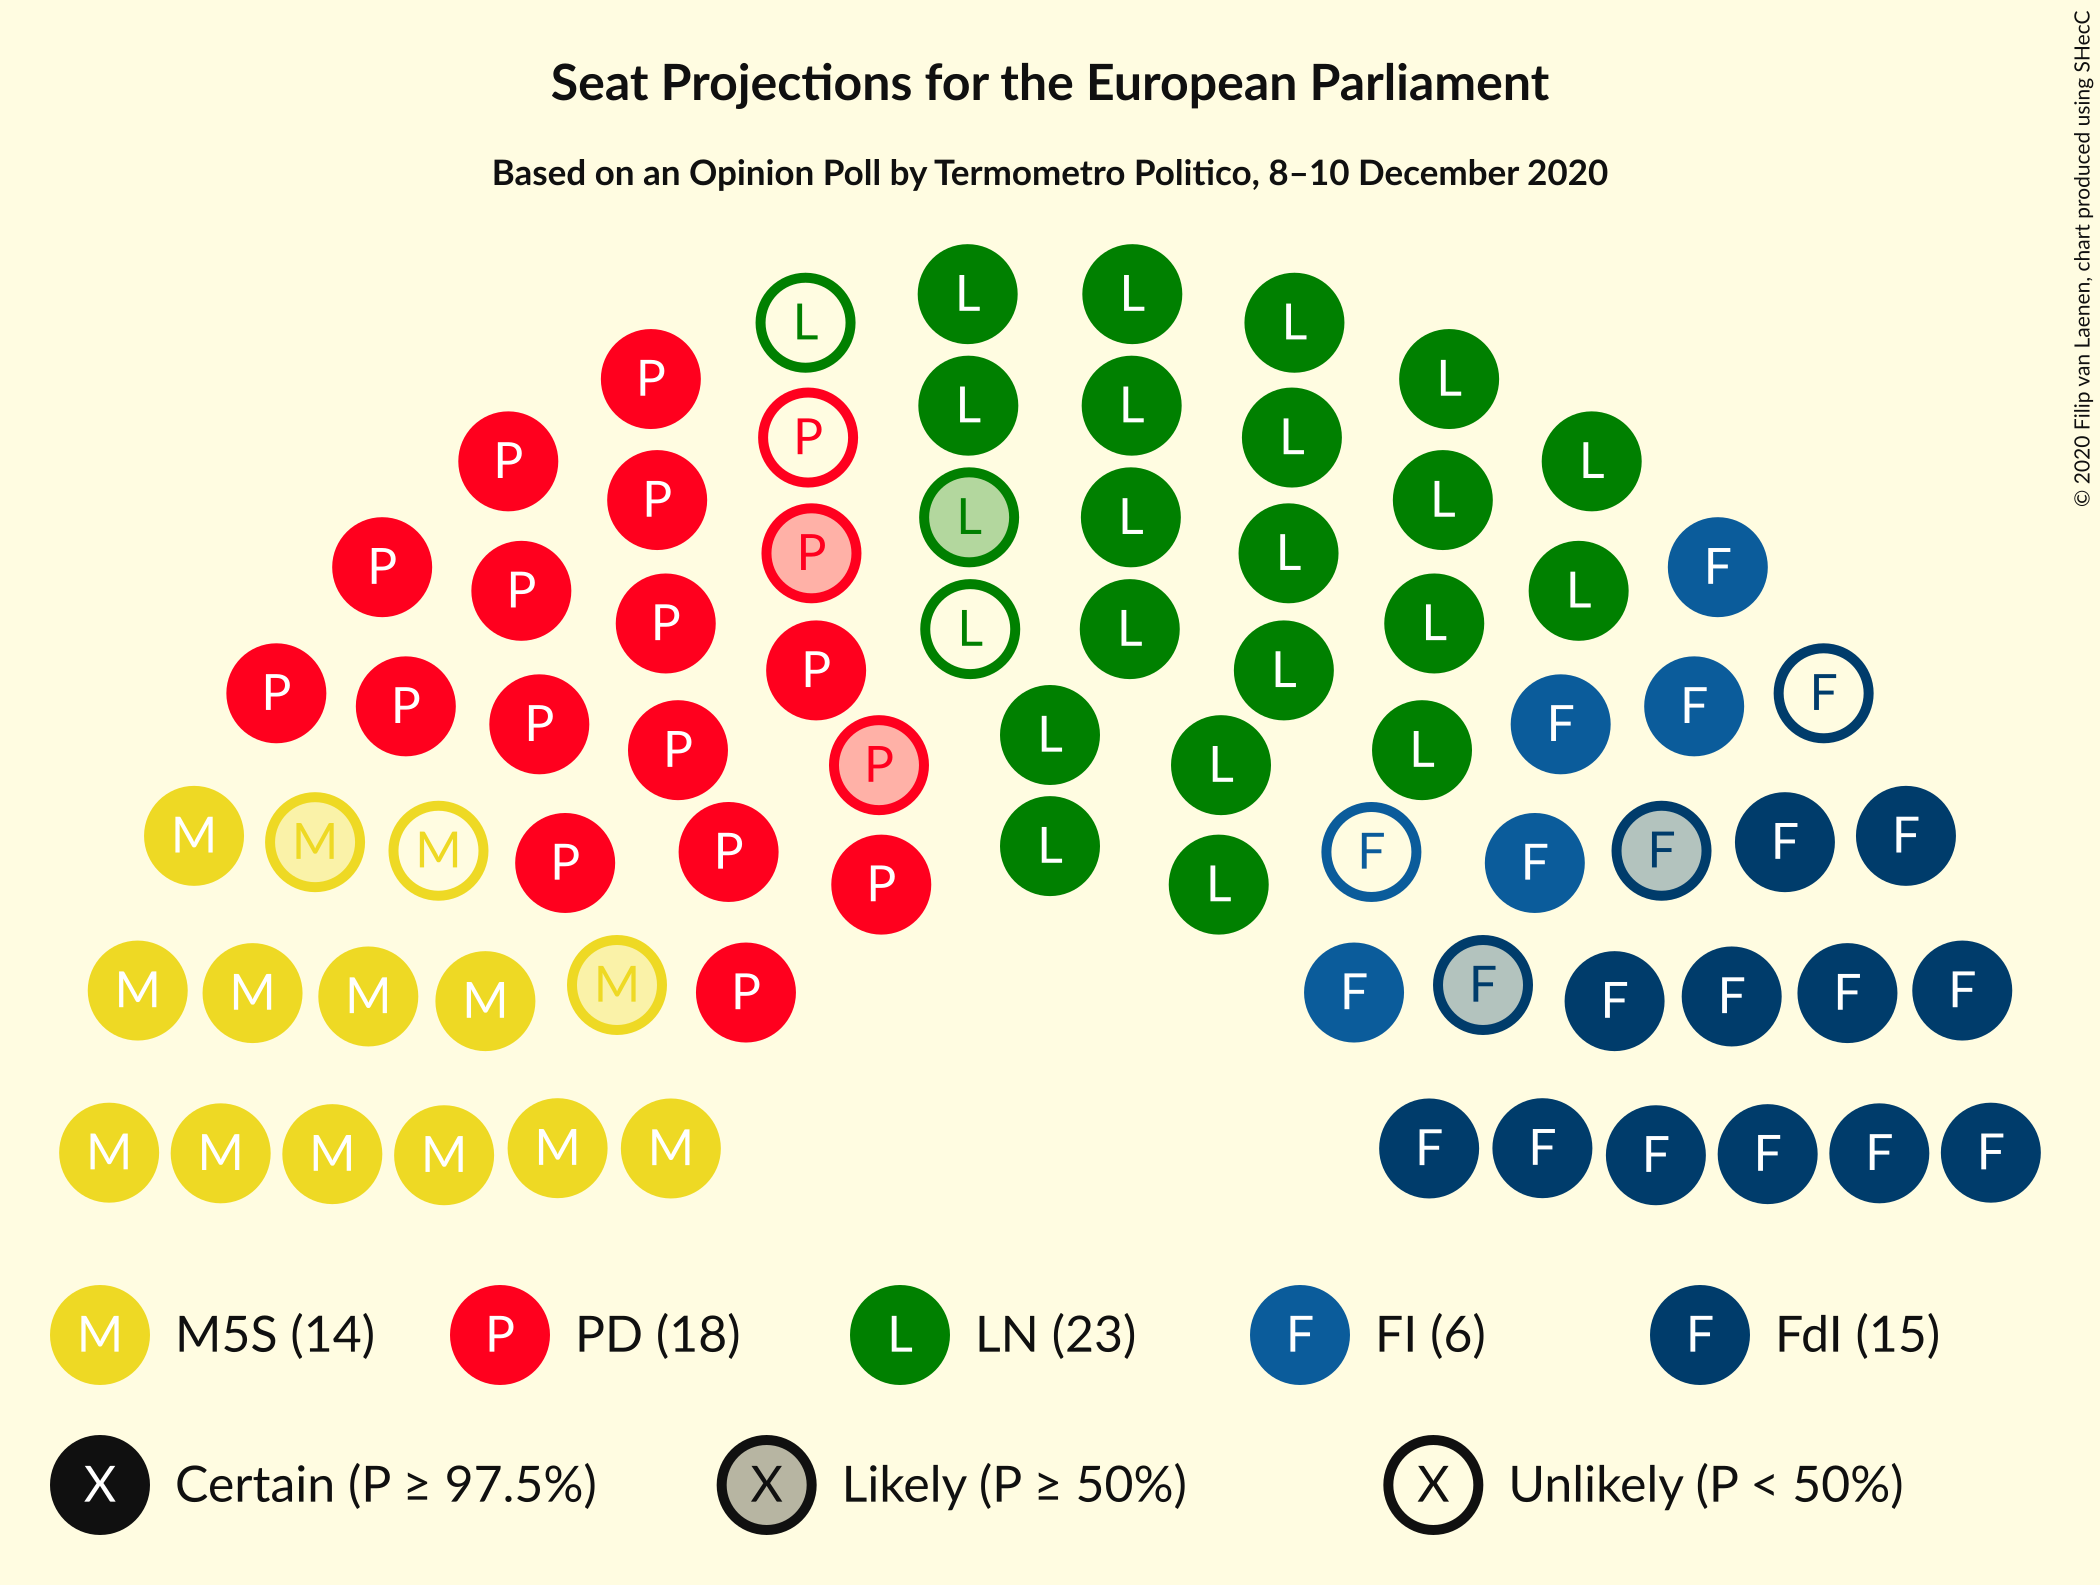 Seat Projections for the European Parliament
Based on an Opinion Poll by Termometro Politico, 8–10 December 2020
© 2020 Filip van Laenen, chart produced using SHecC
L L L L
P L
P L L L
P P L
L L
P P L
P L L F
P P L L
P L L
P P L F
P P F F F
P P L L F L
M M M P P L F F F F F
P L
P L
M M M M M P F F F F F F
M M M M M M F F F F F F
M M5S (14) P PD (18) L LN (23) F FI (6) F FdI (15)
X Certain (P ≥ 97.5%) X Likely (P ≥ 50%) X Unlikely (P < 50%)